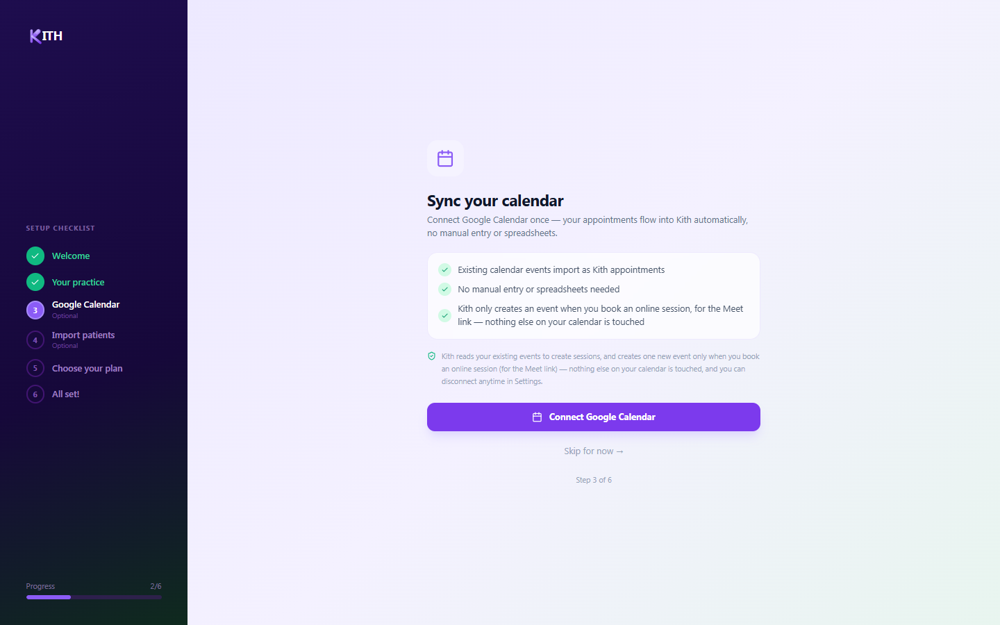 KITH
SETUP CHECKLIST
Welcome
Your practice
3
Google Calendar
Optional
4
Import patients
Optional
5
Choose your plan
6
All set!
Progress
2/6
Sync your calendar
Connect Google Calendar once — your appointments flow into Kith automatically,
no manual entry or spreadsheets.
Existing calendar events import as Kith appointments
No manual entry or spreadsheets needed
Kith only creates an event when you book an online session, for the Meet
link — nothing else on your calendar is touched
Kith reads your existing events to create sessions, and creates one new event only when you book
an online session (for the Meet link) — nothing else on your calendar is touched, and you can
disconnect anytime in Settings.
Connect Google Calendar
Skip for now →
Step 3 of 6